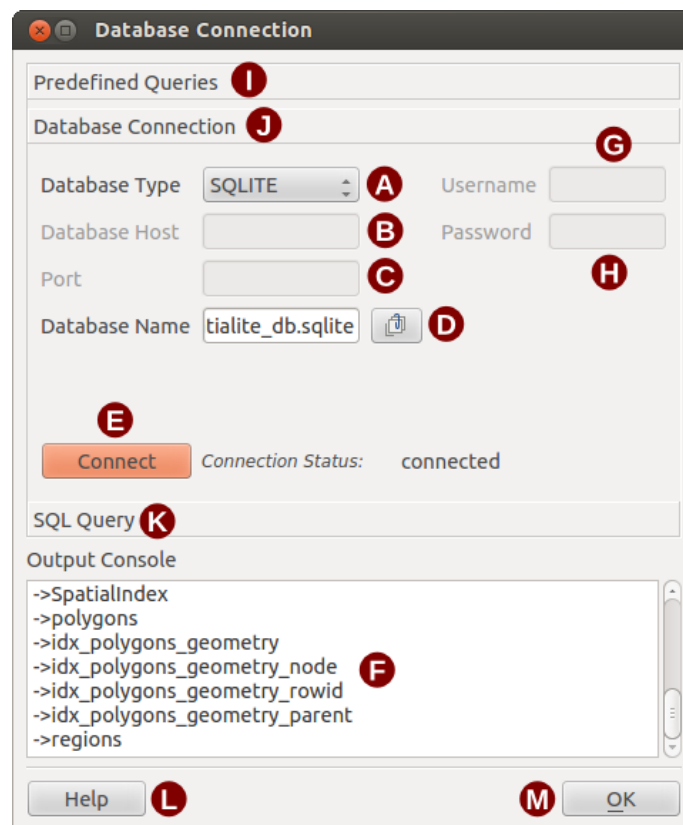 Database Connection
Predefined Queries I
Database Connection J
G
Database Type SQLITE A Username
Database Host B Password
Port C H
Database Name tialite_db.sqlite D
E
Connect Connection Status: connected
SQL Query K
Output Console
->SpatialIndex
->polygons
->idx_polygons_geometry
->idx_polygons_geometry_node F
->idx_polygons_geometry_rowid
->idx_polygons_geometry_parent
->regions
Help L M OK